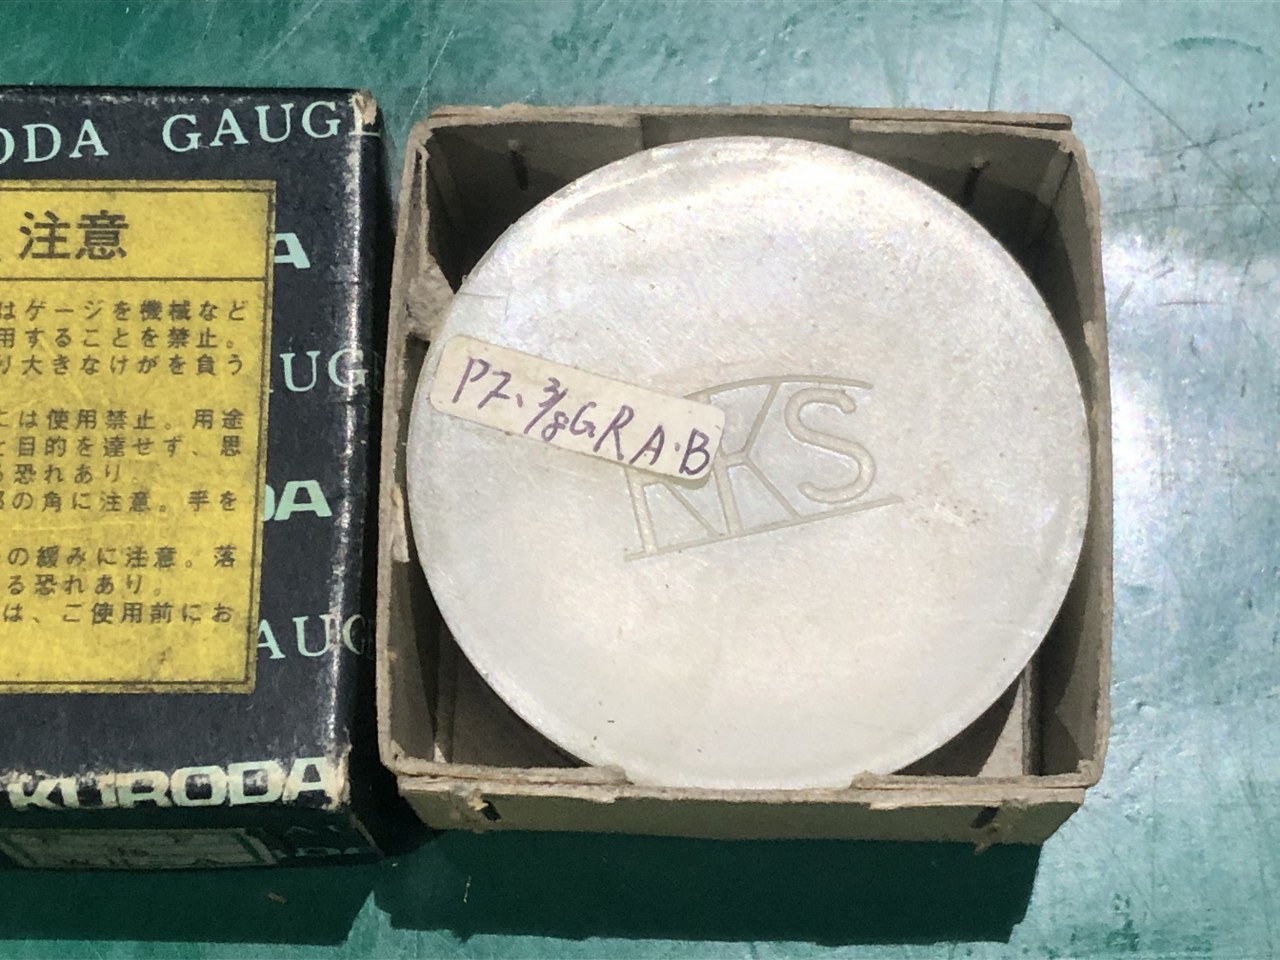 ODA GAUGE
注意
A
はゲージを機械など
用することを禁止。
り大きなけがを負う
AUGE
には使用禁止。用途
と目的を達せず、思
る恐れあり。
DA
部の角に注意。手を
の緩みに注意。落
る恐れあり。
は、ご使用前にお
AUG
KURODA
P7、3/8GR A·B
KKS